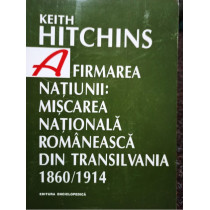 KEITH
HITCHINS
AFIRMAREA
NAȚIUNII:
MIȘCAREA
NAȚIONALĂ
ROMÂNEASCĂ
DIN TRANSILVANIA
1860/1914
EDITURA ENCICLOPEDICĂ